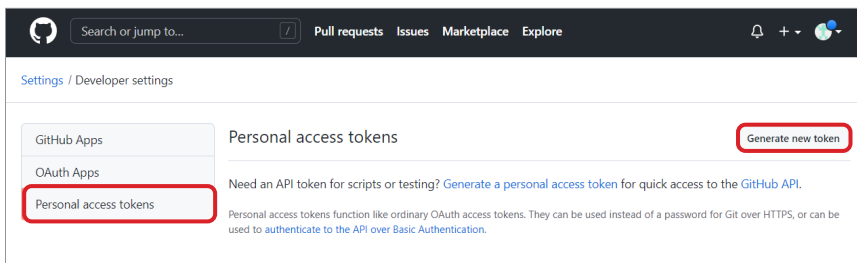 Search or jump to... /
Pull requests Issues Marketplace Explore
Settings / Developer settings
GitHub Apps
OAuth Apps
Personal access tokens
Personal access tokens
Generate new token
Need an API token for scripts or testing? Generate a personal access token for quick access to the GitHub API.
Personal access tokens function like ordinary OAuth access tokens. They can be used instead of a password for Git over HTTPS, or can be
used to authenticate to the API over Basic Authentication.